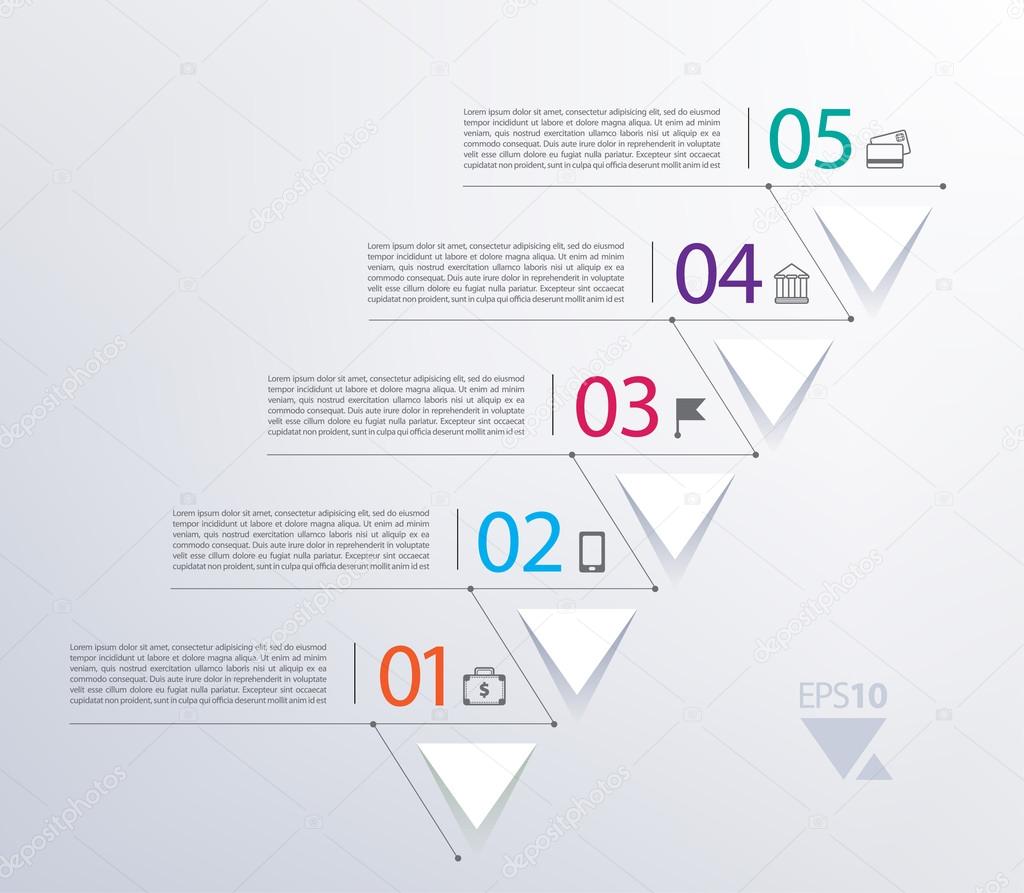 Lorem ipsum dolor sit amet, consectetur adipisicing elit, sed do eiusmod
tempor incididunt ut labore et dolore magna aliqua. Ut enim ad minim
veniam, quis nostrud exercitation ullamco laboris nisi ut aliquip ex ea
commodo consequat. Duis aute irure dolor in reprehenderit in voluptate
velit esse cillum dolore eu fugiat nulla pariatur. Excepteur sint occaecat
cupidatat non proident, sunt in culpa qui officia deserunt mollit anim id est
05
Lorem ipsum dolor sit amet, consectetur adipisicing elit, sed do eiusmod
tempor incididunt ut labore et dolore magna aliqua. Ut enim ad minim
veniam, quis nostrud exercitation ullamco laboris nisi ut aliquip ex ea
commodo consequat. Duis aute irure dolor in reprehenderit in voluptate
velit esse cillum dolore eu fugiat nulla pariatur. Excepteur sint occaecat
cupidatat non proident, sunt in culpa qui officia deserunt mollit anim id est
04
Lorem ipsum dolor sit amet, consectetur adipisicing elit, sed do eiusmod
tempor incididunt ut labore et dolore magna aliqua. Ut enim ad minim
veniam, quis nostrud exercitation ullamco laboris nisi ut aliquip ex ea
commodo consequat. Duis aute irure dolor in reprehenderit in voluptate
velit esse cillum dolore eu fugiat nulla pariatur. Excepteur sint occaecat
cupidatat non proident, sunt in culpa qui officia deserunt mollit anim id est
03
Lorem ipsum dolor sit amet, consectetur adipisicing elit, sed do eiusmod
tempor incididunt ut labore et dolore magna aliqua. Ut enim ad minim
veniam, quis nostrud exercitation ullamco laboris nisi ut aliquip ex ea
commodo consequat. Duis aute irure dolor in reprehenderit in voluptate
velit esse cillum dolore eu fugiat nulla pariatur. Excepteur sint occaecat
cupidatat non proident, sunt in culpa qui officia deserunt mollit anim id est
02
Lorem ipsum dolor sit amet, consectetur adipisicing elit, sed do eiusmod
tempor incididunt ut labore et dolore magna aliqua. Ut enim ad minim
veniam, quis nostrud exercitation ullamco laboris nisi ut aliquip ex ea
commodo consequat. Duis aute irure dolor in reprehenderit in voluptate
velit esse cillum dolore eu fugiat nulla pariatur. Excepteur sint occaecat
cupidatat non proident, sunt in culpa qui officia deserunt mollit anim id est
01
$
EPS10
depositphotos
depositphotos
depositphotos
depositphotos
depositphotos
depositphotos
depositphotos
depositphotos
depositphotos